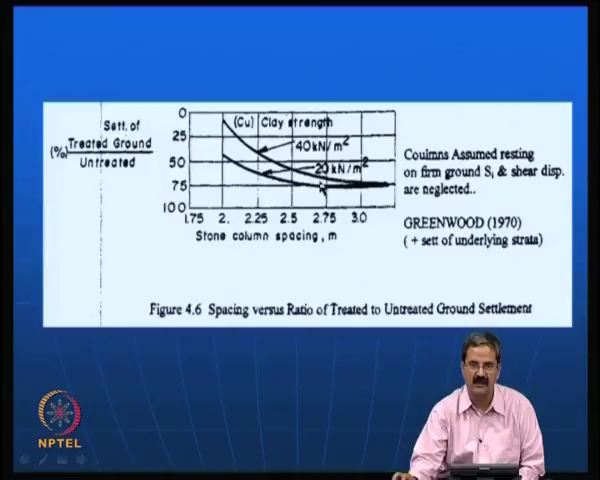 Sett. of
(%) Treated Ground
Untreated
0
25
50
75
100
(Cu) Clay strength
40kN/m²
20kN/m²
1.75 2. 2.25 2.5 2.75 3.0
Stone column spacing, m
Coulmns Assumed resting
on firm ground Si & shear disp.
are neglected..
GREENWOOD (1970)
( + sett of underlying strata)
Figure 4.6 Spacing versus Ratio of Treated to Untreated Ground Settlement
NPTEL